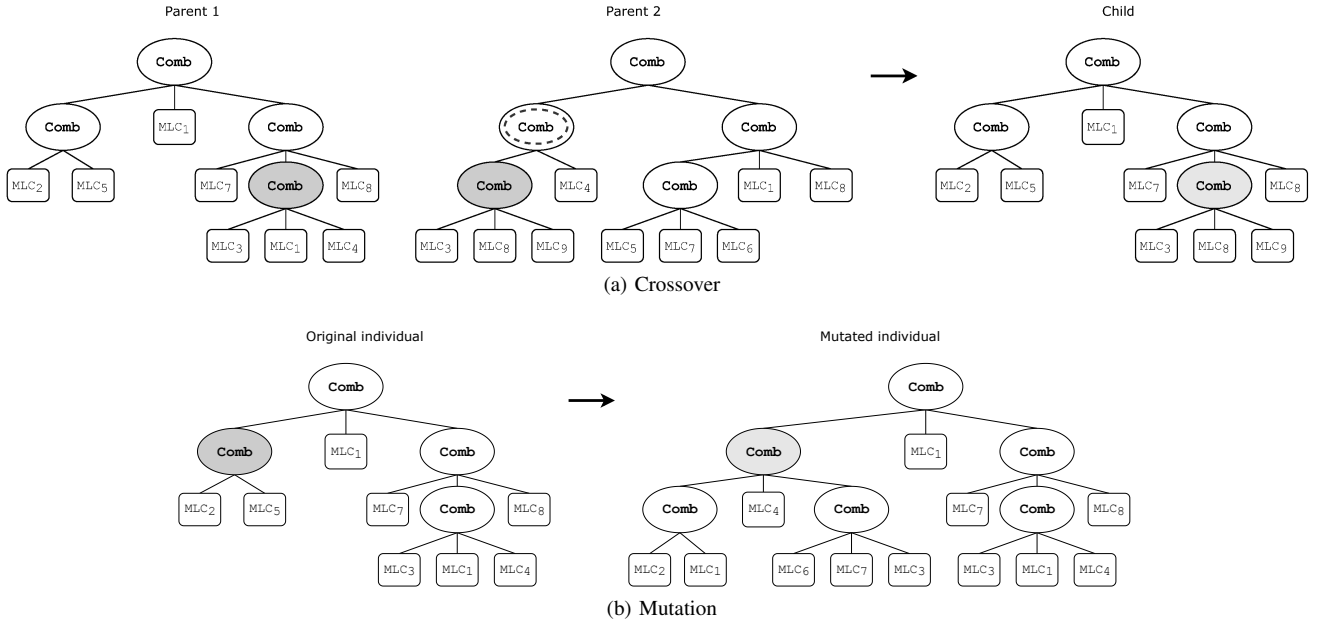 Parent 1 Parent 2 Child
Comb Comb Comb
Comb MLC1 Comb Comb Comb Comb MLC1 Comb
MLC2 MLC5 MLC7 Comb MLC8 Comb MLC4 Comb MLC1 MLC8 MLC2 MLC5 MLC7 Comb MLC8
MLC3 MLC1 MLC4 MLC3 MLC8 MLC9 MLC5 MLC7 MLC6 MLC3 MLC8 MLC9
(a) Crossover
Original individual Mutated individual
Comb Comb
Comb MLC1 Comb Comb MLC1 Comb
MLC2 MLC5 MLC7 Comb MLC8 Comb MLC4 Comb MLC7 Comb MLC8
MLC3 MLC1 MLC4 MLC2 MLC1 MLC6 MLC7 MLC3 MLC3 MLC1 MLC4
(b) Mutation